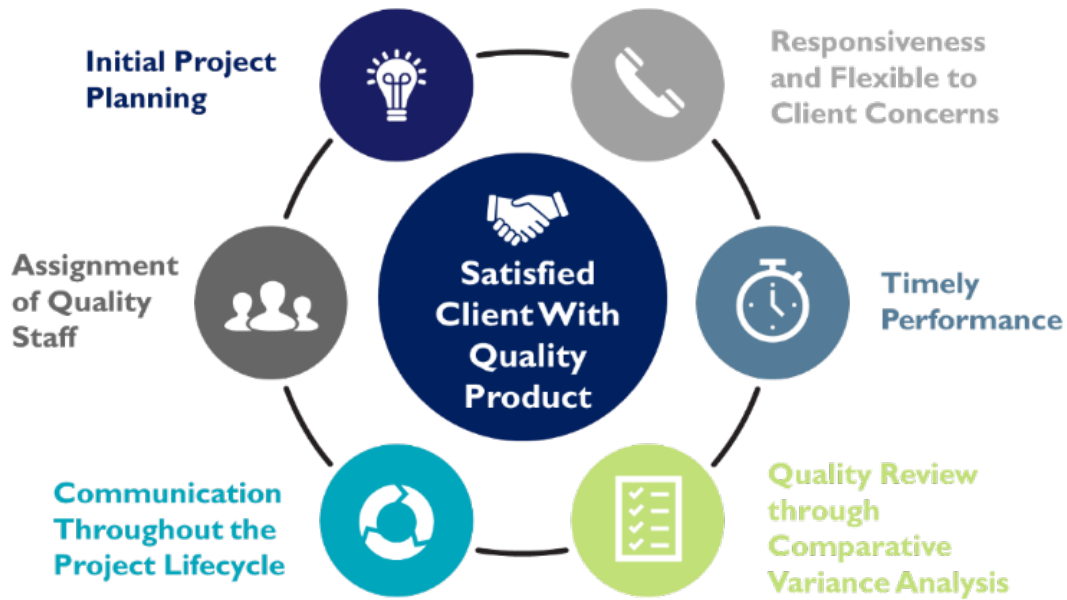 Initial Project
Planning
Responsiveness
and Flexible to
Client Concerns
Assignment
of Quality
Staff
Satisfied
Client With
Quality
Product
Timely
Performance
Communication
Throughout the
Project Lifecycle
Quality Review
through
Comparative
Variance Analysis